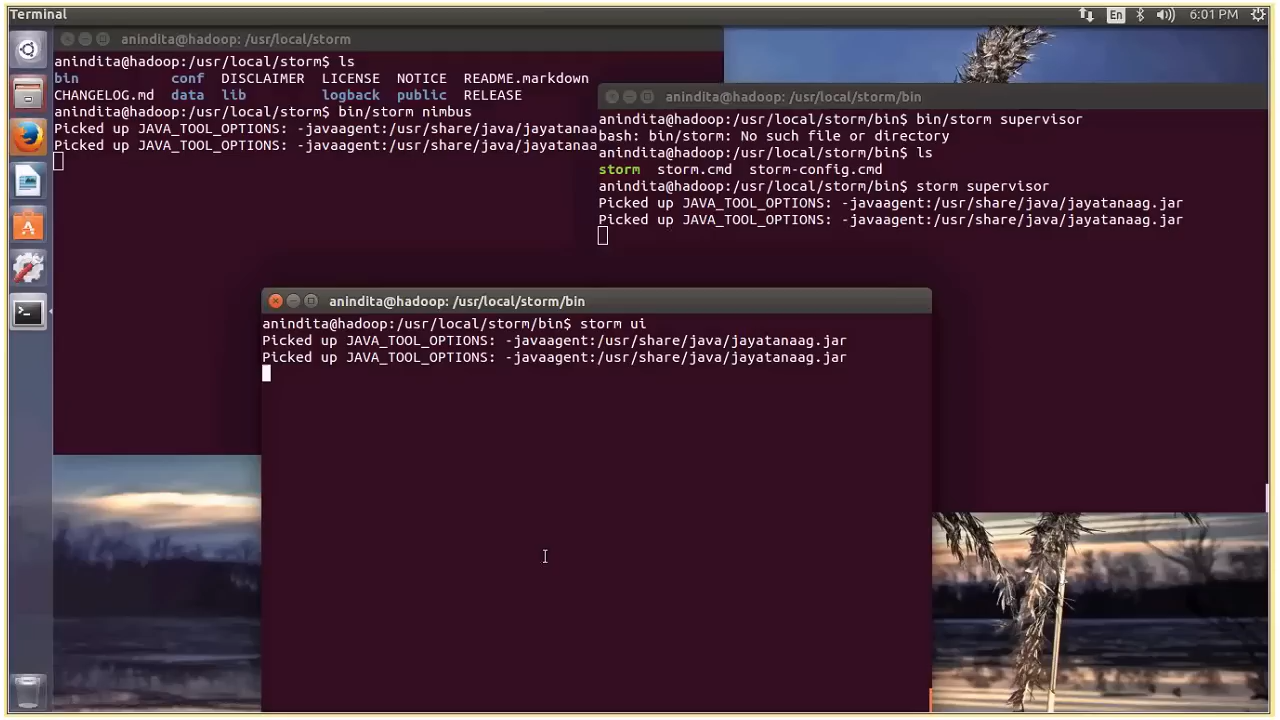 Terminal
En
6:01 PM
anindita@hadoop: /usr/local/storm
anindita@hadoop:/usr/local/storm$ ls
bin conf DISCLAIMER LICENSE NOTICE README.markdown
CHANGELOG.md data lib logback public RELEASE
anindita@hadoop:/usr/local/storm$ bin/storm nimbus
Picked up JAVA_TOOL_OPTIONS: -javaagent:/usr/share/java/jayatanaa
Picked up JAVA_TOOL_OPTIONS: -javaagent:/usr/share/java/jayatanaa
anindita@hadoop: /usr/local/storm/bin
anindita@hadoop:/usr/local/storm/bin$ bin/storm supervisor
bash: bin/storm: No such file or directory
anindita@hadoop:/usr/local/storm/bin$ ls
storm storm.cmd storm-config.cmd
anindita@hadoop:/usr/local/storm/bin$ storm supervisor
Picked up JAVA_TOOL_OPTIONS: -javaagent:/usr/share/java/jayatanaag.jar
Picked up JAVA_TOOL_OPTIONS: -javaagent:/usr/share/java/jayatanaag.jar
anindita@hadoop: /usr/local/storm/bin
anindita@hadoop:/usr/local/storm/bin$ storm ui
Picked up JAVA_TOOL_OPTIONS: -javaagent:/usr/share/java/jayatanaag.jar
Picked up JAVA_TOOL_OPTIONS: -javaagent:/usr/share/java/jayatanaag.jar